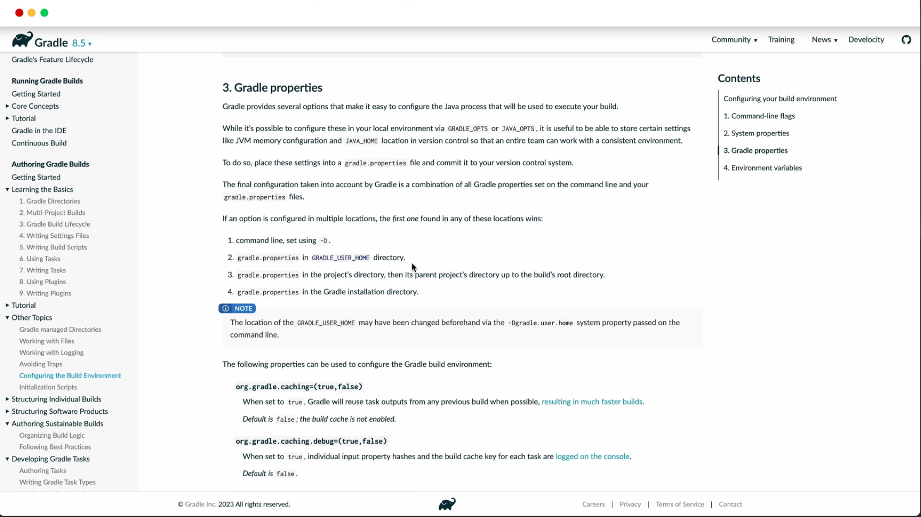 Gradle 8.5 ▾
Community ▾
Training
News ▾
Develocity
Gradle's Feature Lifecycle
Running Gradle Builds
Getting Started
Core Concepts
Tutorial
Gradle in the IDE
Continuous Build
Authoring Gradle Builds
Getting Started
Learning the Basics
1. Gradle Directories
2. Multi-Project Builds
3. Gradle Build Lifecycle
4. Writing Settings Files
5. Writing Build Scripts
6. Using Tasks
7. Writing Tasks
8. Using Plugins
9. Writing Plugins
Tutorial
Other Topics
Gradle managed Directories
Working with Files
Working with Logging
Avoiding Traps
Configuring the Build Environment
Initialization Scripts
Structuring Individual Builds
Structuring Software Products
Authoring Sustainable Builds
Organizing Build Logic
Following Best Practices
Developing Gradle Tasks
Authoring Tasks
Writing Gradle Task Types
3. Gradle properties
Gradle provides several options that make it easy to configure the Java process that will be used to execute your build.
While it's possible to configure these in your local environment via GRADLE_OPTS or JAVA_OPTS, it is useful to be able to store certain settings
like JVM memory configuration and JAVA_HOME location in version control so that an entire team can work with a consistent environment.
To do so, place these settings into a gradle.properties file and commit it to your version control system.
The final configuration taken into account by Gradle is a combination of all Gradle properties set on the command line and your
gradle.properties files.
If an option is configured in multiple locations, the first one found in any of these locations wins:
1. command line, set using -D.
2. gradle.properties in GRADLE_USER_HOME directory.
3. gradle.properties in the project's directory, then its parent project's directory up to the build's root directory.
4. gradle.properties in the Gradle installation directory.
NOTE
The location of the GRADLE_USER_HOME may have been changed beforehand via the -Dgradle.user.home system property passed on the
command line.
The following properties can be used to configure the Gradle build environment:
org.gradle.caching=(true,false)
When set to true, Gradle will reuse task outputs from any previous build when possible, resulting in much faster builds.
Default is false; the build cache is not enabled.
org.gradle.caching.debug=(true,false)
When set to true, individual input property hashes and the build cache key for each task are logged on the console.
Default is false.
Contents
Configuring your build environment
1. Command-line flags
2. System properties
3. Gradle properties
4. Environment variables
© Gradle Inc. 2023 All rights reserved.
Careers | Privacy | Terms of Service | Contact